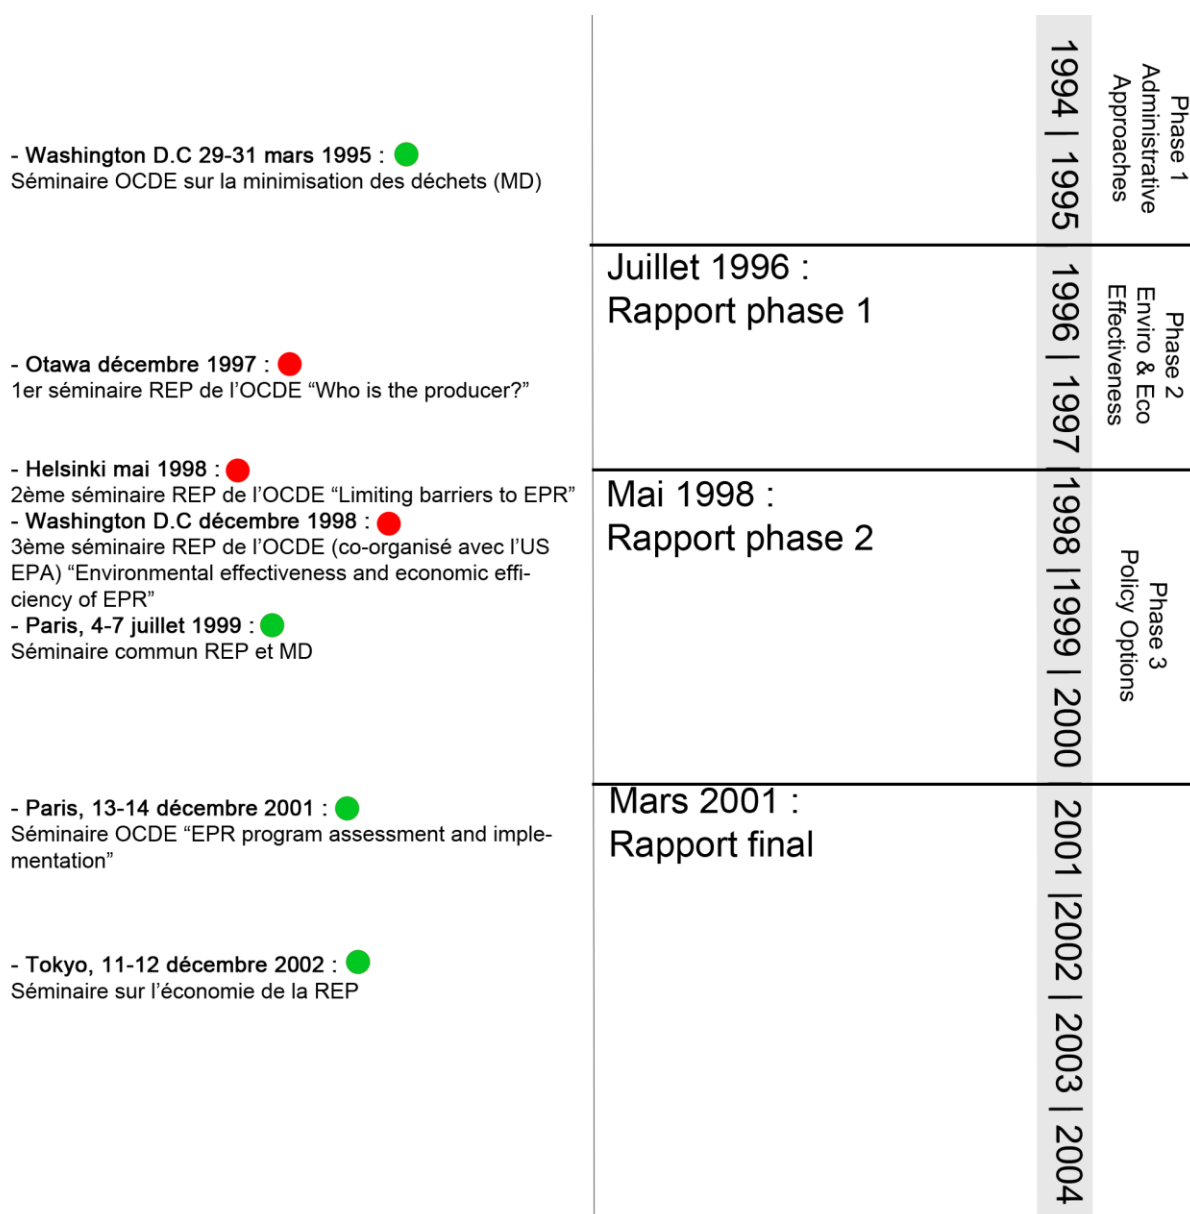 - Washington D.C 29-31 mars 1995 :
Séminaire OCDE sur la minimisation des déchets (MD)
- Otawa décembre 1997 :
1er séminaire REP de l’OCDE “Who is the producer?”
- Helsinki mai 1998 :
2ème séminaire REP de l’OCDE “Limiting barriers to EPR”
- Washington D.C décembre 1998 :
3ème séminaire REP de l’OCDE (co-organisé avec l’US
EPA) “Environmental effectiveness and economic effi-
ciency of EPR”
- Paris, 4-7 juillet 1999 :
Séminaire commun REP et MD
- Paris, 13-14 décembre 2001 :
Séminaire OCDE “EPR program assessment and imple-
mentation”
- Tokyo, 11-12 décembre 2002 :
Séminaire sur l’économie de la REP
Juillet 1996 :
Rapport phase 1
Mai 1998 :
Rapport phase 2
Mars 2001 :
Rapport final
1994 | 1995 | 1996 | 1997 | 1998 | 1999 | 2000 | 2001 | 2002 | 2003 | 2004
Phase 1
Administrative
Approaches
Phase 2
Enviro & Eco
Effectiveness
Phase 3
Policy Options